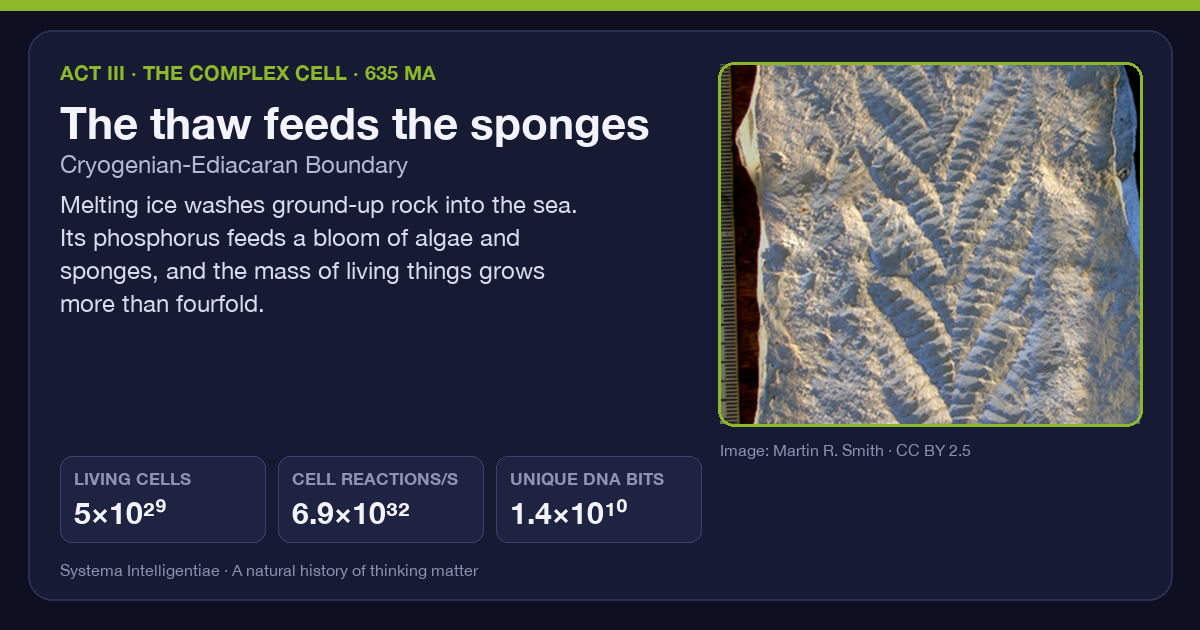 ACT III · THE COMPLEX CELL · 635 MA
The thaw feeds the sponges
Cryogenian-Ediacaran Boundary
Melting ice washes ground-up rock into the sea.
Its phosphorus feeds a bloom of algae and
sponges, and the mass of living things grows
more than fourfold.
Image: Martin R. Smith · CC BY 2.5
LIVING CELLS
5×10²⁹
CELL REACTIONS/S
6.9×10³²
UNIQUE DNA BITS
1.4×10¹⁰
Systema Intelligentiae · A natural history of thinking matter